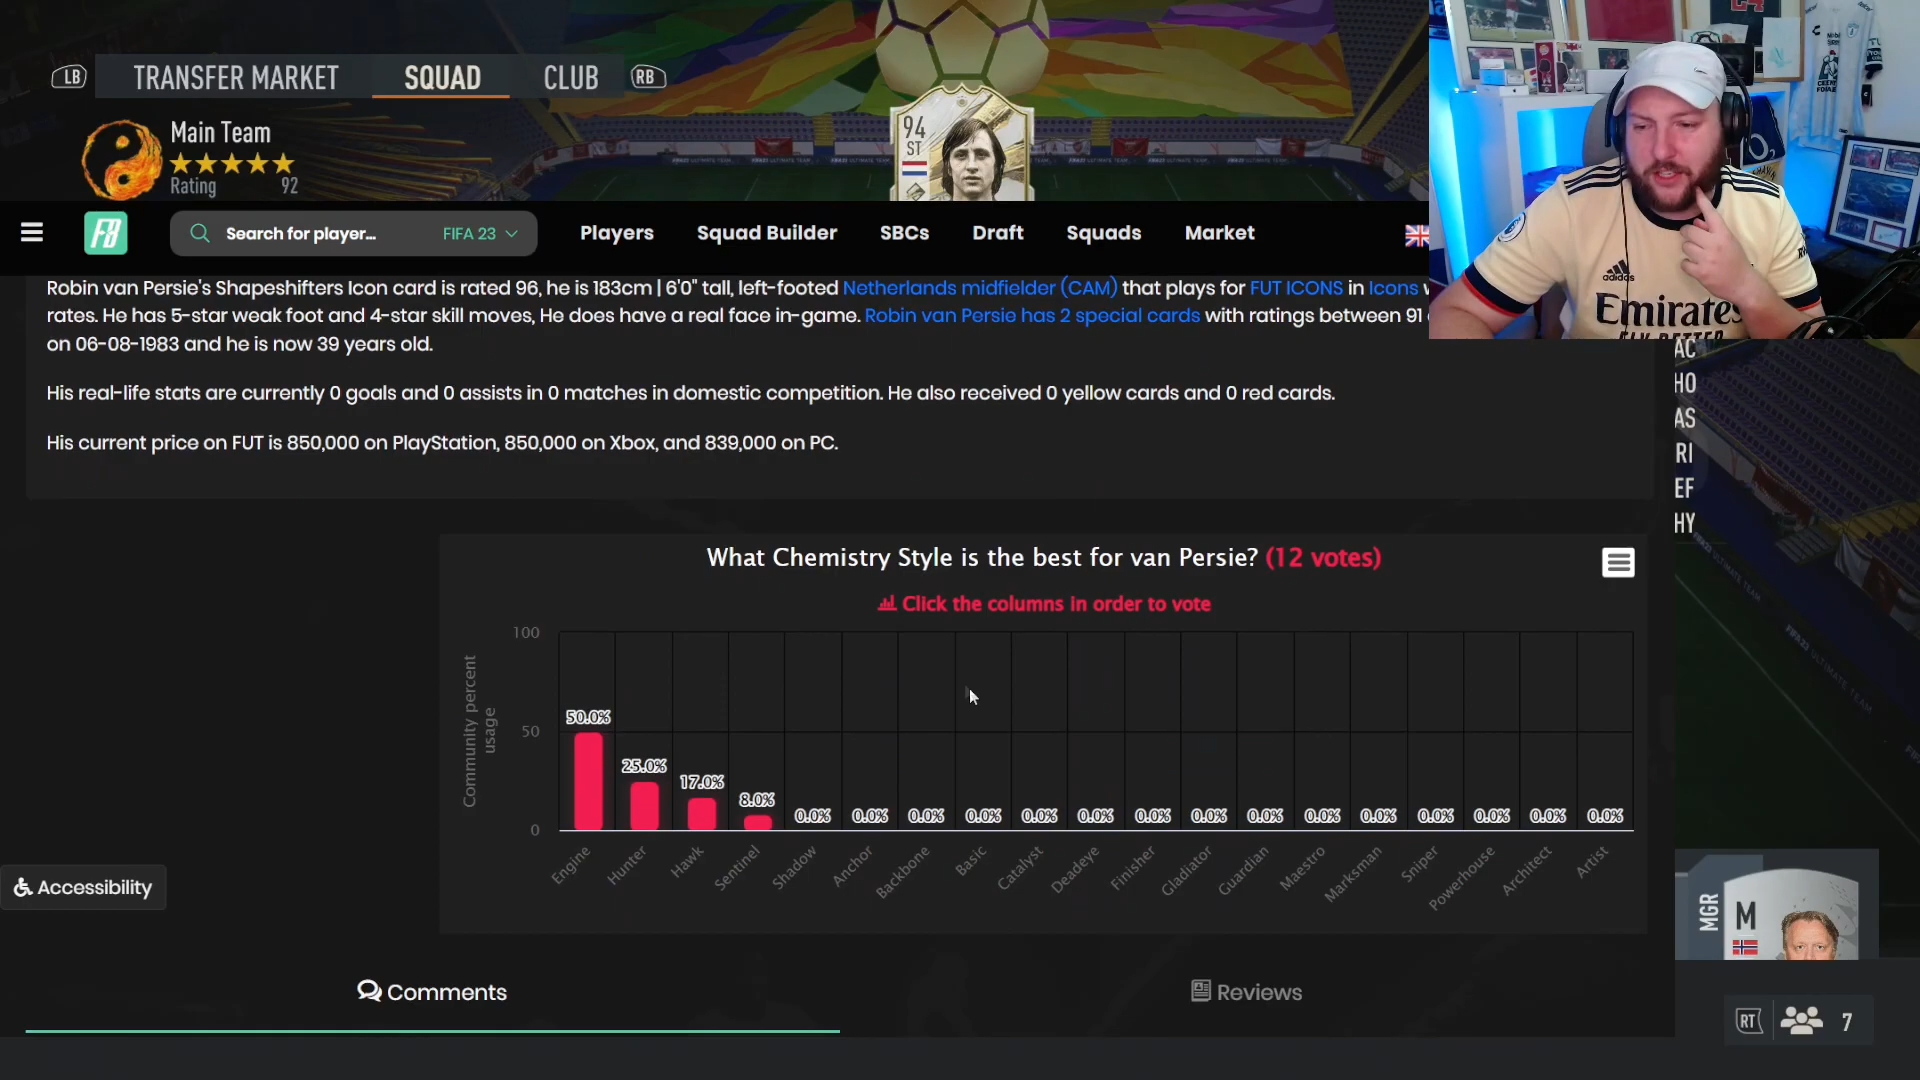 LB TRANSFER MARKET SQUAD CLUB RB
Main Team
Rating 92
94
ST
Search for player... FIFA 23
Players Squad Builder SBCs Draft Squads Market
Robin van Persie's Shapeshifters Icon card is rated 96, he is 183cm | 6'0" tall, left-footed Netherlands midfielder (CAM) that plays for FUT ICONS in Icons w
rates. He has 5-star weak foot and 4-star skill moves, He does have a real face in-game. Robin van Persie has 2 special cards with ratings between 91
on 06-08-1983 and he is now 39 years old.
His real-life stats are currently 0 goals and 0 assists in 0 matches in domestic competition. He also received 0 yellow cards and 0 red cards.
His current price on FUT is 850,000 on PlayStation, 850,000 on Xbox, and 839,000 on PC.
adidas
Emirates
FLY BETTER
AC
HO
AS
RI
EF
HY
What Chemistry Style is the best for van Persie? (12 votes)
Click the columns in order to vote
Community percent
usage
100
50
0
50.0% 25.0% 17.0% 8.0% 0.0% 0.0% 0.0% 0.0% 0.0% 0.0% 0.0% 0.0% 0.0% 0.0% 0.0% 0.0% 0.0% 0.0% 0.0%
Engine Hunter Hawk Sentinel Shadow Anchor Backbone Basic Catalyst Deadeye Finisher Gladiator Guardian Maestro Marksman Sniper Powerhouse Architect Artist
Accessibility
MGR
M
Comments Reviews
RT 7